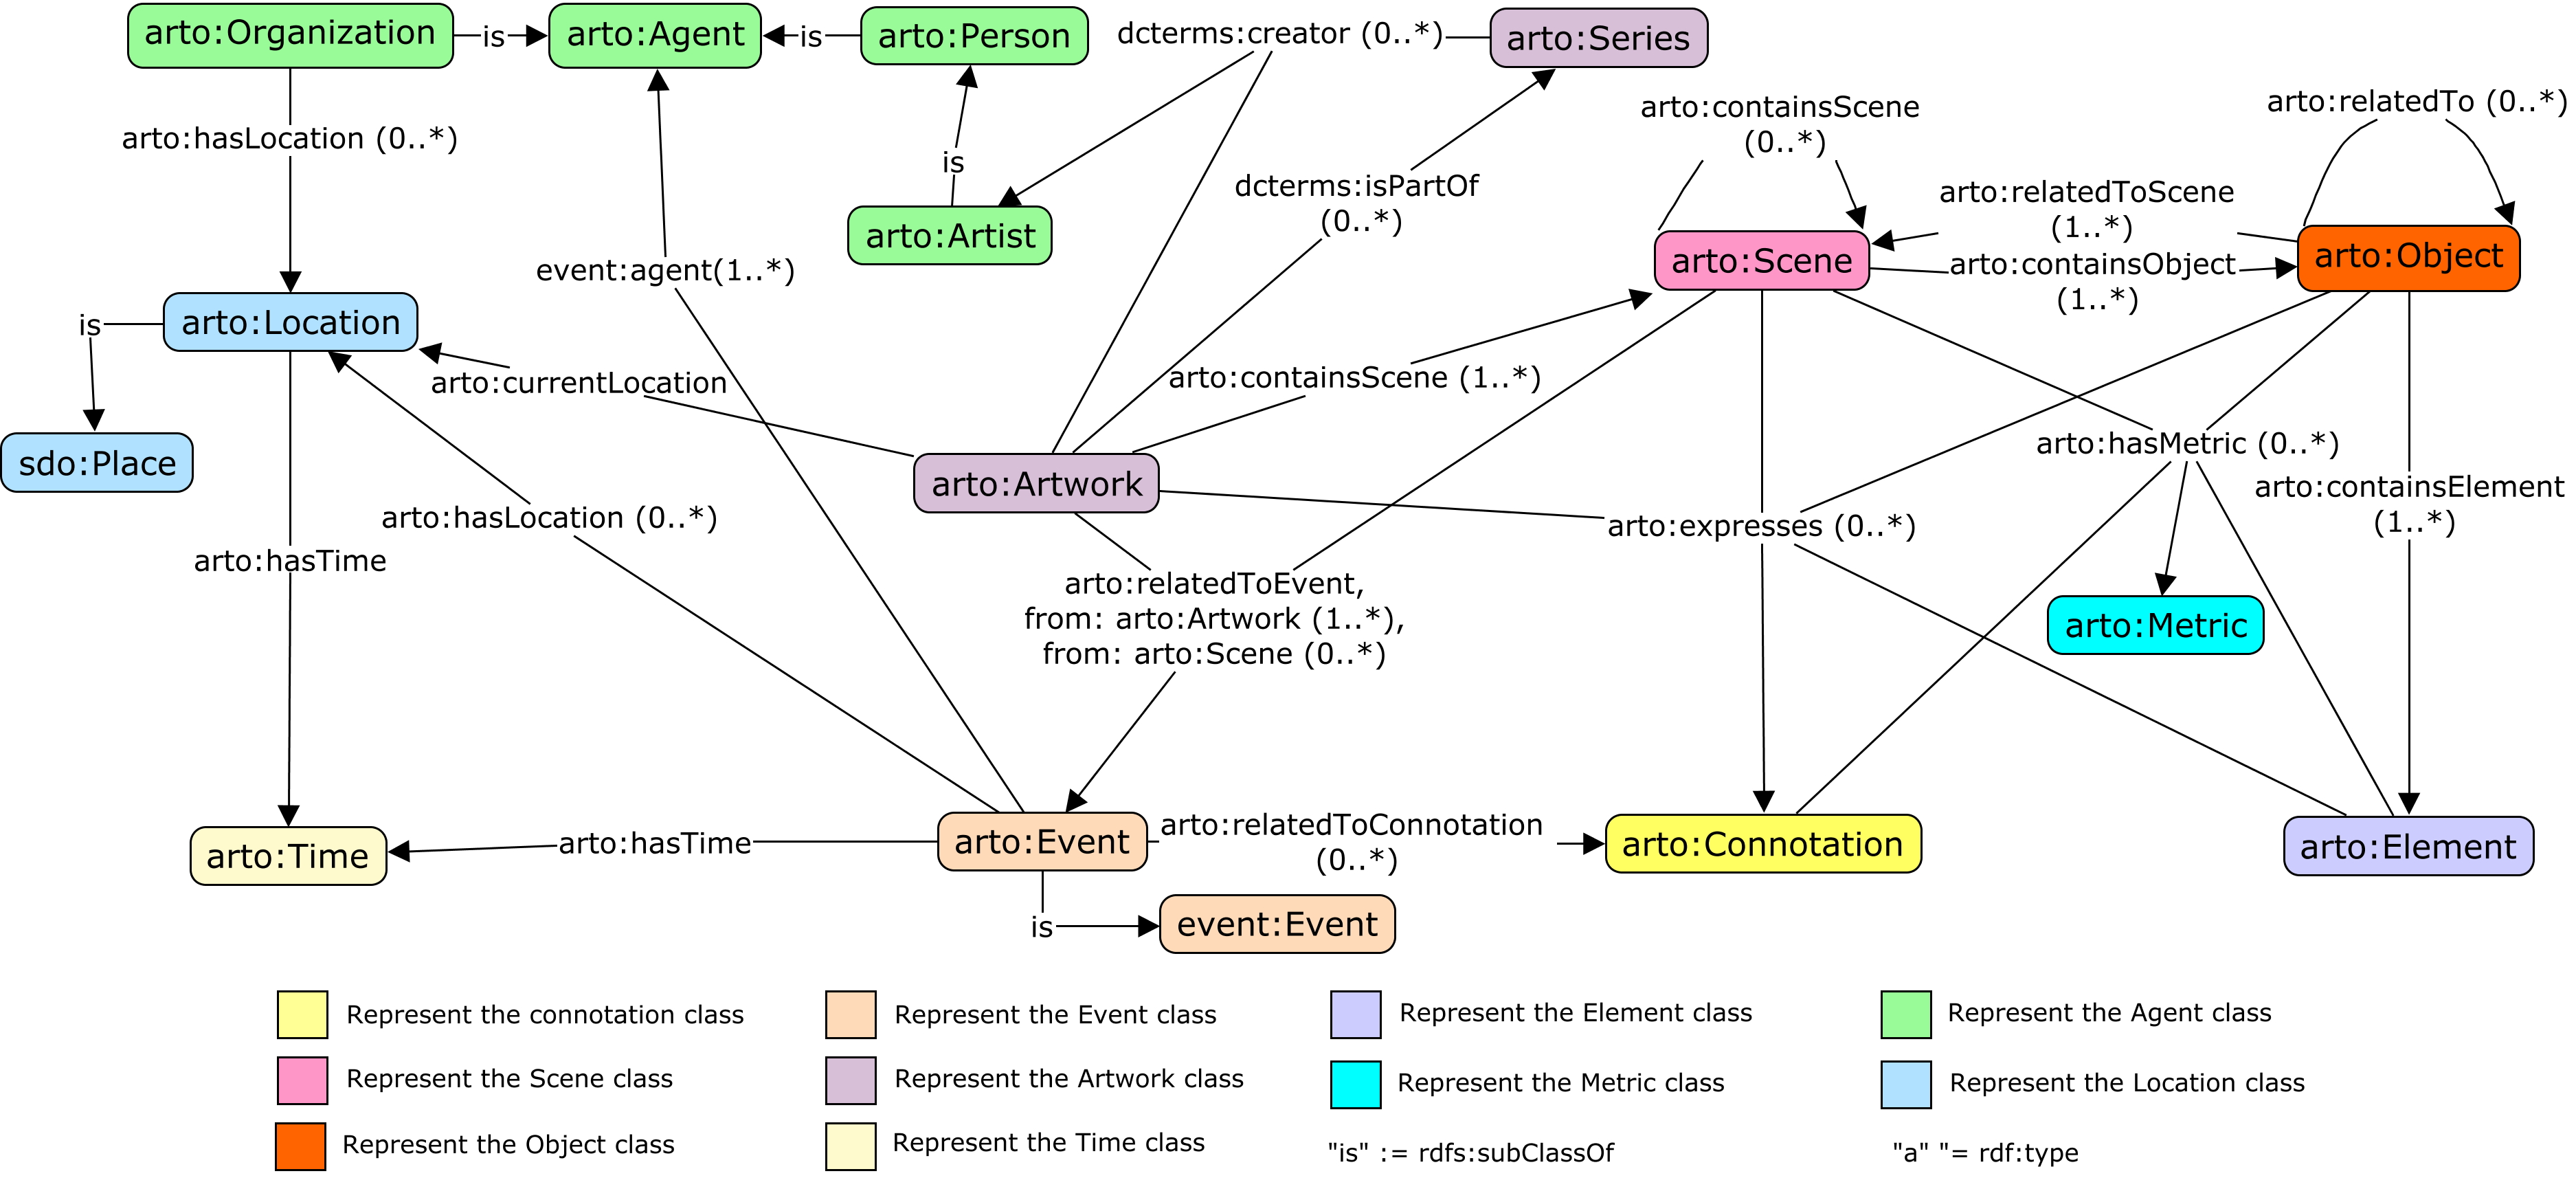 arto:Organization
is
arto:Agent
is
arto:Person
dcterms:creator (0..*)
arto:Series
arto:containsScene
(0..*)
arto:relatedTo (0..*)
arto:hasLocation (0..*)
is
dcterms:isPartOf
(0..*)
arto:relatedToScene
(1..*)
arto:Artist
event:agent(1..*)
arto:Scene
arto:containsObject
(1..*)
arto:Object
arto:Location
is
arto:currentLocation
arto:containsScene (1..*)
sdo:Place
arto:Artwork
arto:hasMetric (0..*)
arto:containsElement
(1..*)
arto:hasLocation (0..*)
arto:expresses (0..*)
arto:hasTime
arto:relatedToEvent,
from: arto:Artwork (1..*),
from: arto:Scene (0..*)
arto:Metric
arto:Time
arto:hasTime
arto:Event
arto:relatedToConnotation
(0..*)
arto:Connotation
arto:Element
is
event:Event
Represent the connotation class
Represent the Event class
Represent the Element class
Represent the Agent class
Represent the Scene class
Represent the Artwork class
Represent the Metric class
Represent the Location class
Represent the Object class
Represent the Time class
"is" := rdfs:subClassOf
"a" "= rdf:type